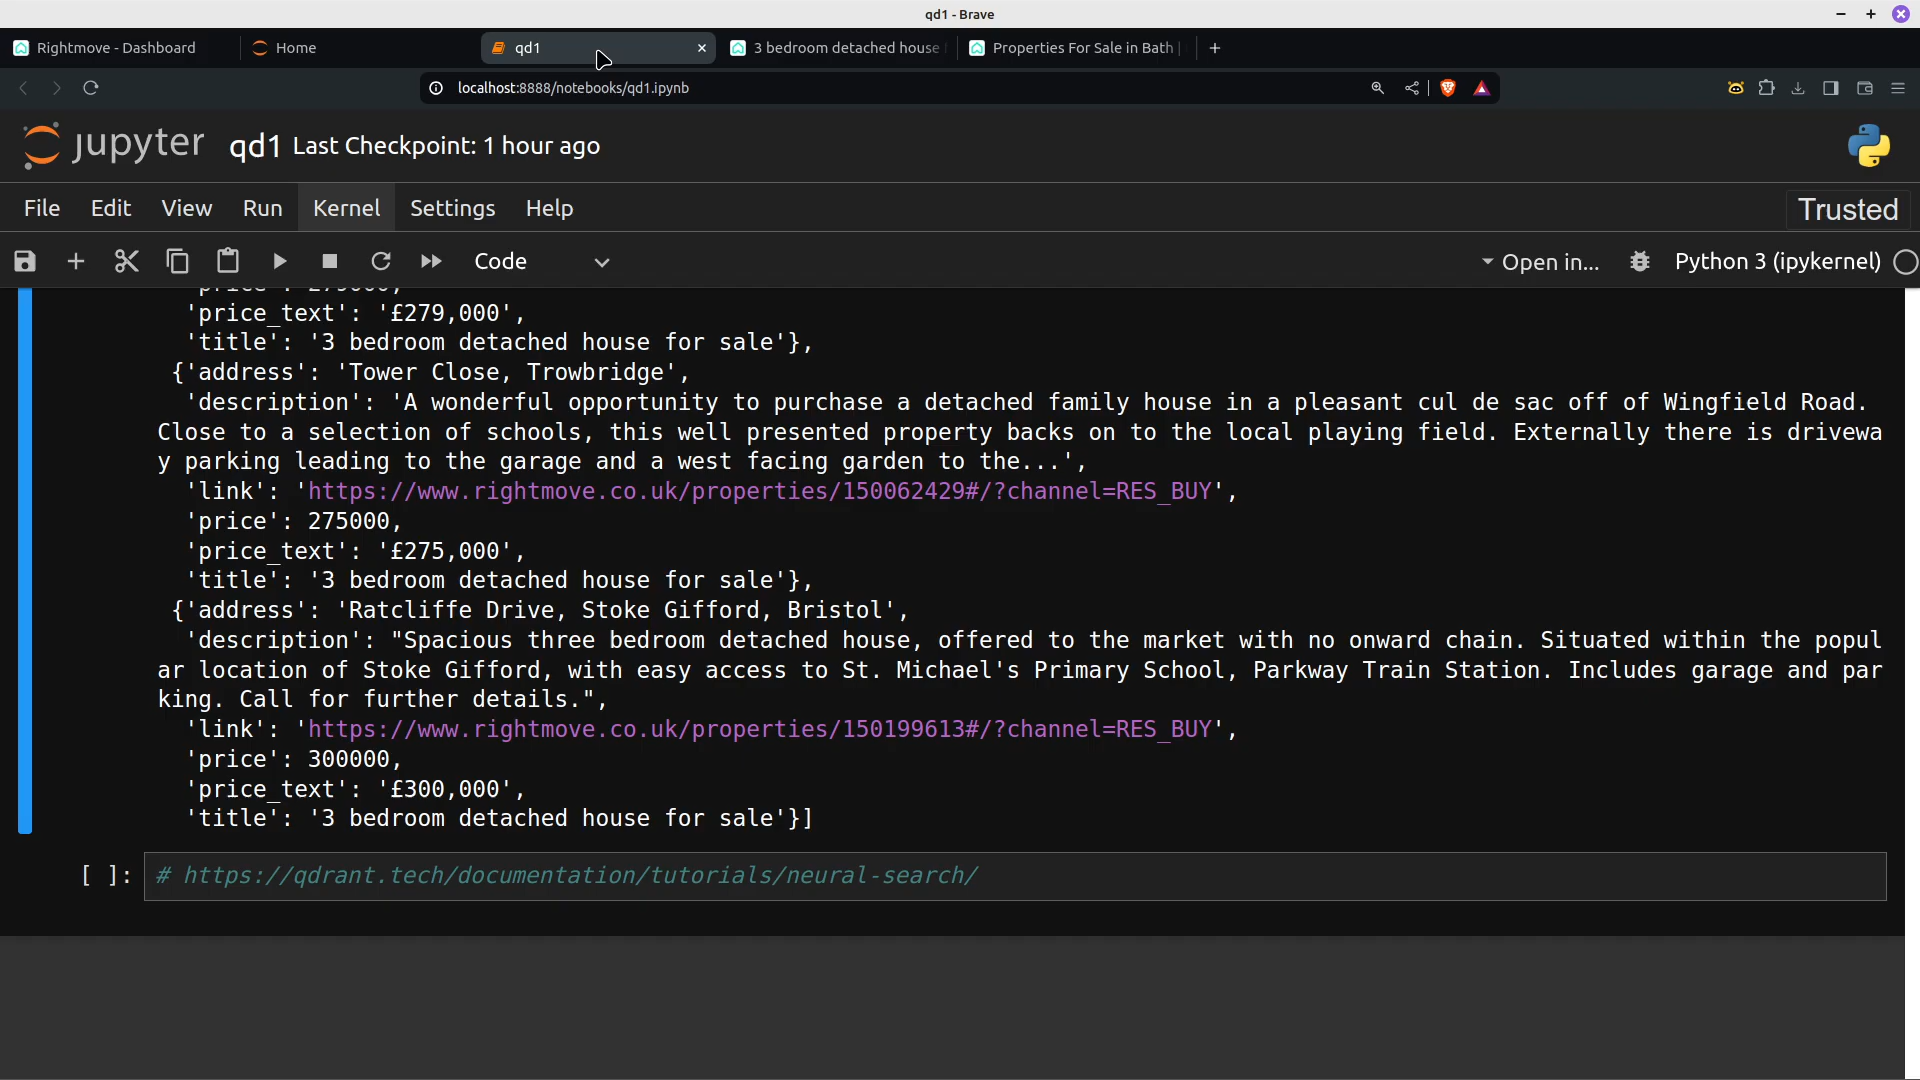 qd1 - Brave
Rightmove - Dashboard
Home
qd1
3 bedroom detached house
Properties For Sale in Bath |
localhost:8888/notebooks/qd1.ipynb
jupyter qd1 Last Checkpoint: 1 hour ago
File Edit View Run Kernel Settings Help Trusted
Code Open in... Python 3 (ipykernel)
'price_text': '£279,000',
'title': '3 bedroom detached house for sale'},
{'address': 'Tower Close, Trowbridge',
'description': 'A wonderful opportunity to purchase a detached family house in a pleasant cul de sac off of Wingfield Road.
Close to a selection of schools, this well presented property backs on to the local playing field. Externally there is drivewa
y parking leading to the garage and a west facing garden to the...',
'link': 'https://www.rightmove.co.uk/properties/150062429#/?channel=RES_BUY',
'price': 275000,
'price_text': '£275,000',
'title': '3 bedroom detached house for sale'},
{'address': 'Ratcliffe Drive, Stoke Gifford, Bristol',
'description': "Spacious three bedroom detached house, offered to the market with no onward chain. Situated within the popul
ar location of Stoke Gifford, with easy access to St. Michael's Primary School, Parkway Train Station. Includes garage and par
king. Call for further details.",
'link': 'https://www.rightmove.co.uk/properties/150199613#/?channel=RES_BUY',
'price': 300000,
'price_text': '£300,000',
'title': '3 bedroom detached house for sale'}]
[ ]: # https://qdrant.tech/documentation/tutorials/neural-search/